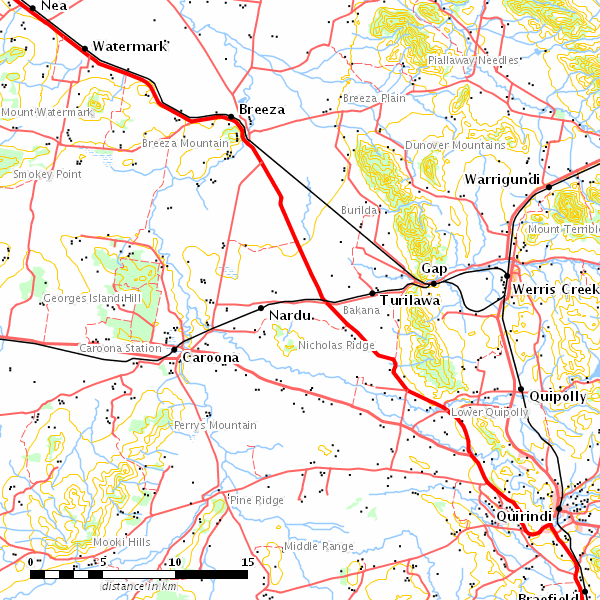 Nea
Watermark
Piallaway Needles
Breeza Plain
Mount Watermark
Breeza
Breeza Mountain
Dunover Mountains
Smokey Point
Warrigundi
Burilda
Mount Terrible
Gap
Werris Creek
Georges Island Hill
Turilawa
Bakana
Nardu
Caroona Station
Nicholas Ridge
Caroona
Quipolly
Lower Quipolly
Perrys Mountain
Pine Ridge
Quirindi
Mooki Hills
Middle Range
0 5 10 15
distance in km
Braefield